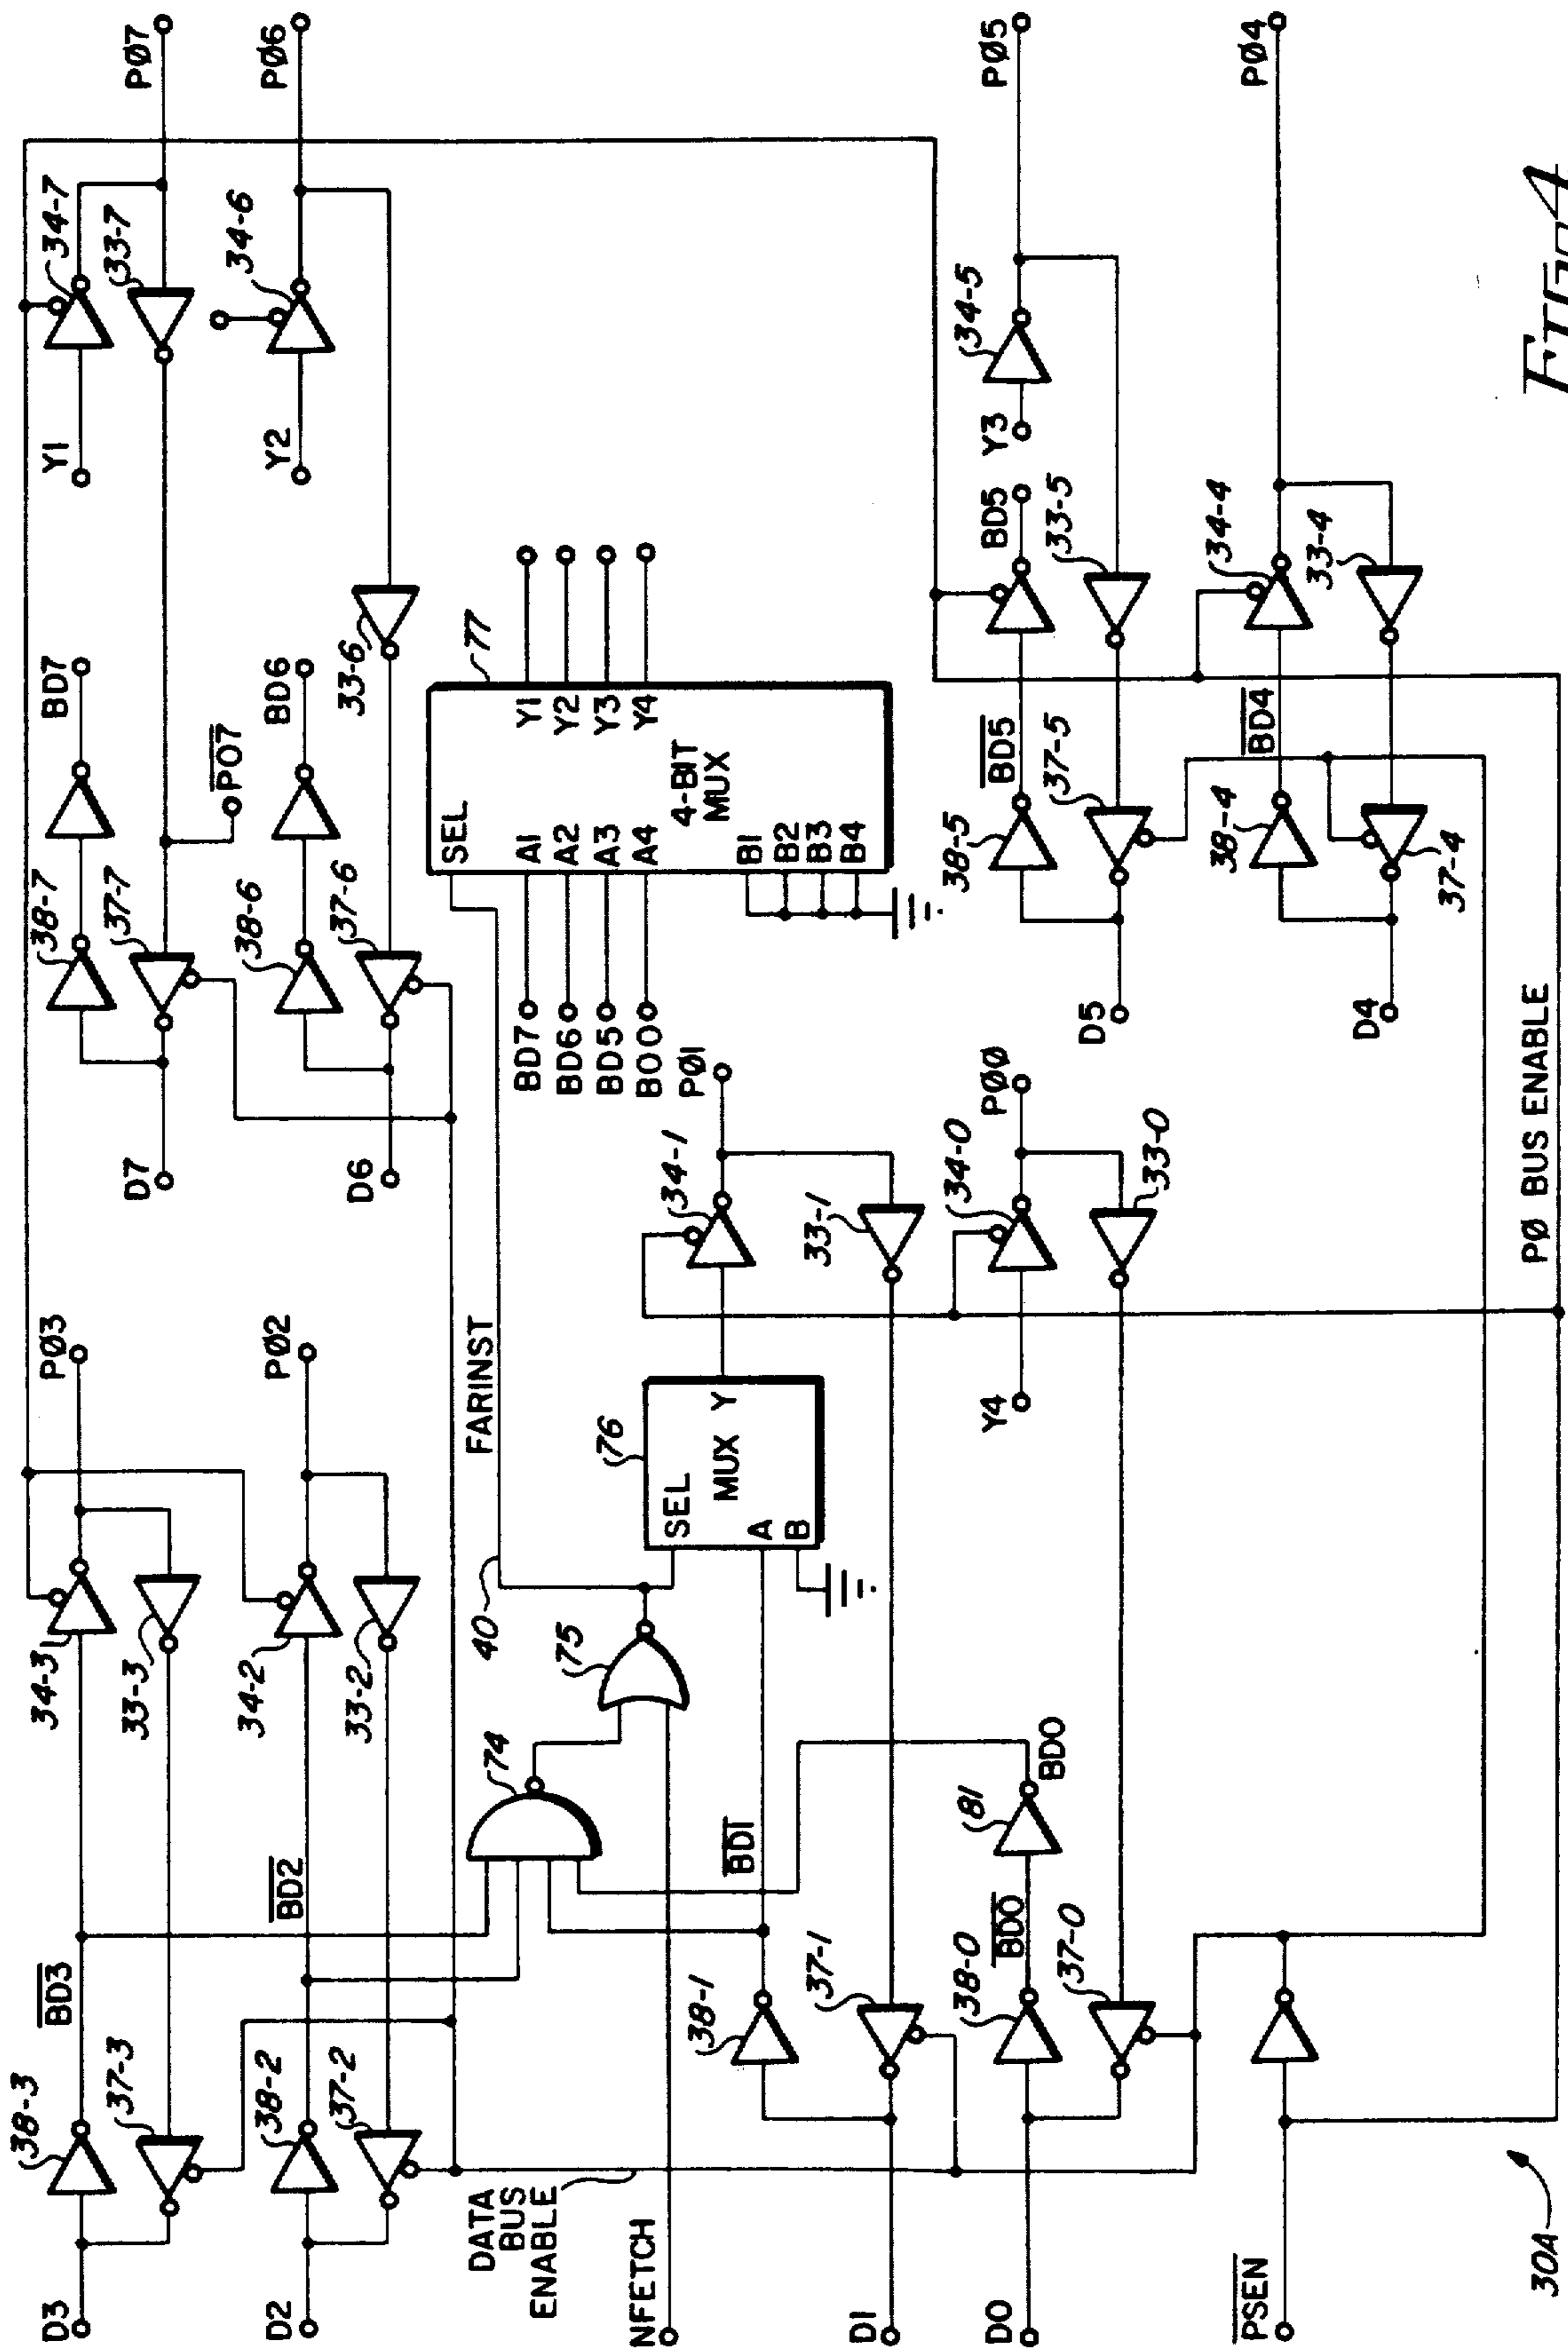 D3
38-3
37-3
BD3
34-3
33-3
PØ3
D2
38-2
37-2
BD2
34-2
33-2
PØ2
DATA
BUS
ENABLE
NFETCH
74
75
40
FARINST
76
SEL
MUX Y
A
B
D1
38-1
37-1
BD1
34-1
33-1
PØ1
D0
38-0
37-0
BD0
81
BD0
Y4
34-0
33-0
PØØ
PSEN
30A
PØ BUS ENABLE
D7
38-7
37-7
BD7
PO7
Y1
34-7
33-7
PØ7
D6
38-6
37-6
BD6
33-6
Y2
34-6
PØ6
77
SEL
BD7 A1 Y1
BD6 A2 Y2
BD5 A3 Y3
BOO A4 Y4
4-BIT
MUX
B1
B2
B3
B4
D5
38-5
37-5
BD5
BD5
33-5
Y3
34-5
PØ5
D4
38-4
37-4
BD4
34-4
33-4
PØ4
FIG 4